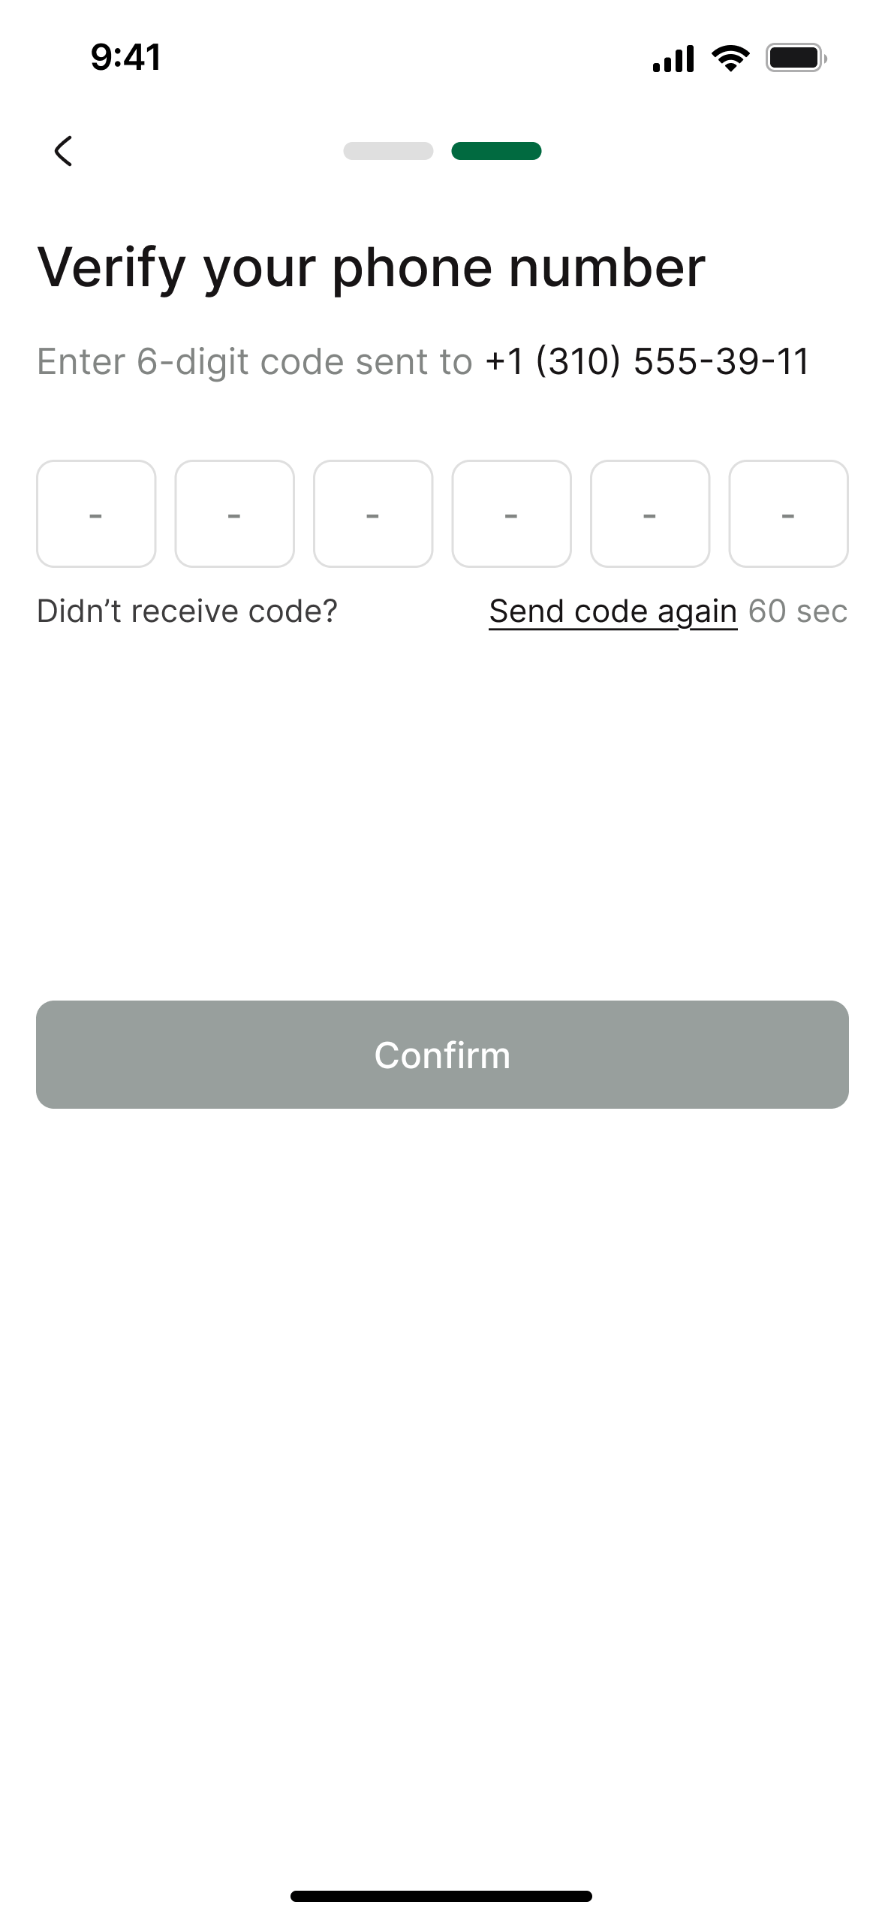 9:41
Verify your phone number
Enter 6-digit code sent to +1 (310) 555-39-11
- - - - - -
Didn’t receive code? Send code again 60 sec
Confirm